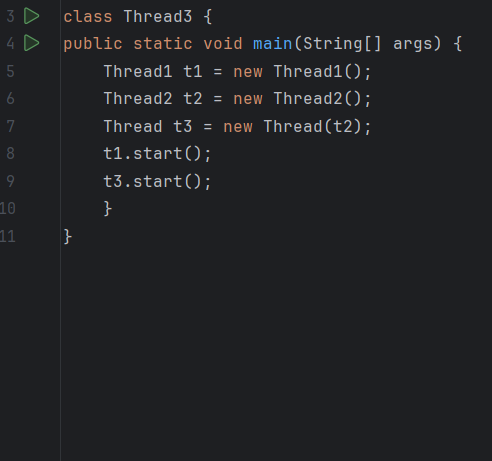 3 class Thread3 {
4 public static void main(String[] args) {
5     Thread1 t1 = new Thread1();
6     Thread2 t2 = new Thread2();
7     Thread t3 = new Thread(t2);
8     t1.start();
9     t3.start();
10     }
11 }